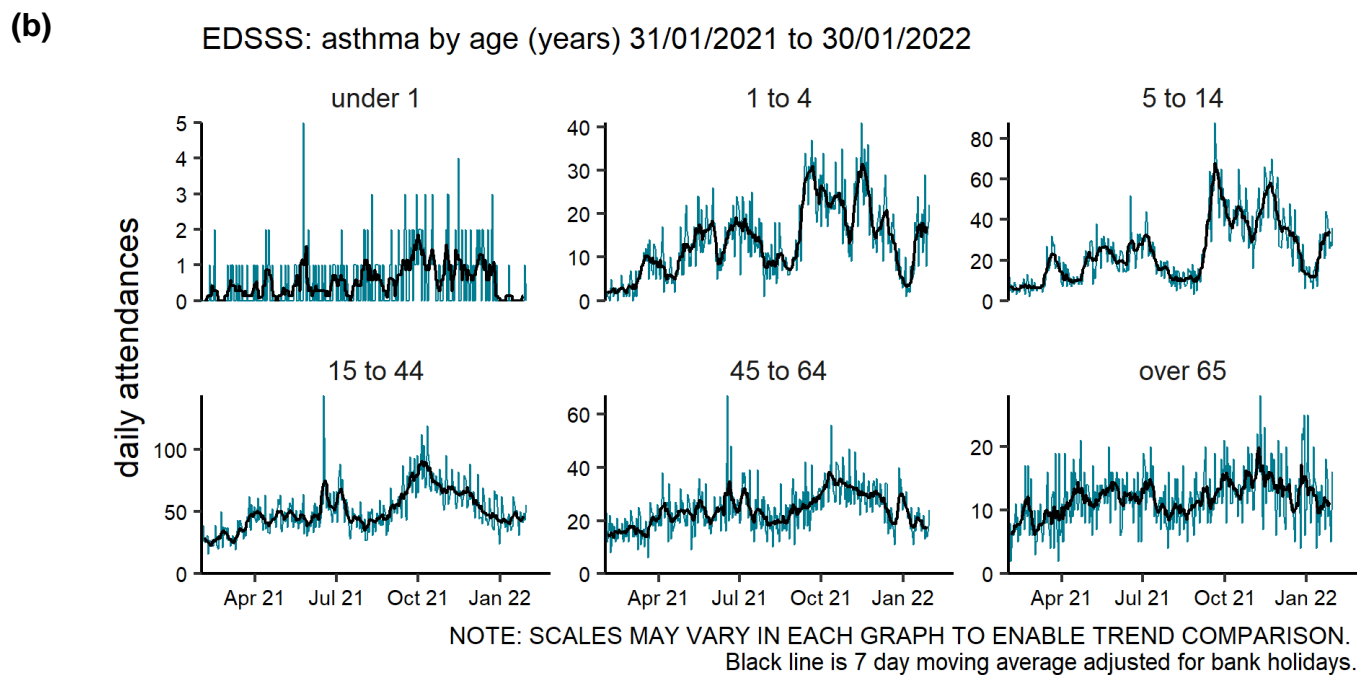 (b)
EDSSS: asthma by age (years) 31/01/2021 to 30/01/2022
daily attendances
under 1
5
4
3
2
1
0
1 to 4
40
30
20
10
0
5 to 14
80
60
40
20
0
15 to 44
100
50
0
Apr 21 Jul 21 Oct 21 Jan 22
45 to 64
60
40
20
0
Apr 21 Jul 21 Oct 21 Jan 22
over 65
20
10
0
Apr 21 Jul 21 Oct 21 Jan 22
NOTE: SCALES MAY VARY IN EACH GRAPH TO ENABLE TREND COMPARISON.
Black line is 7 day moving average adjusted for bank holidays.